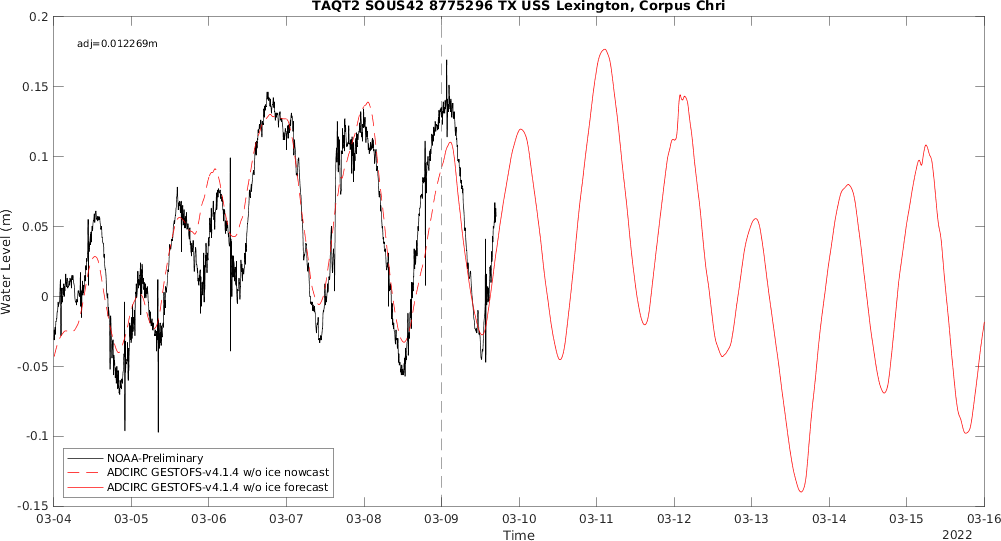 TAQT2 SOUS42 8775296 TX USS Lexington, Corpus Chri
adj=0.012269m
0.2
0.15
0.1
0.05
0
-0.05
-0.1
-0.15
Water Level (m)
NOAA-Preliminary
ADCIRC GESTOFS-v4.1.4 w/o ice nowcast
ADCIRC GESTOFS-v4.1.4 w/o ice forecast
03-04 03-05 03-06 03-07 03-08 03-09 03-10 03-11 03-12 03-13 03-14 03-15 03-16
Time
2022